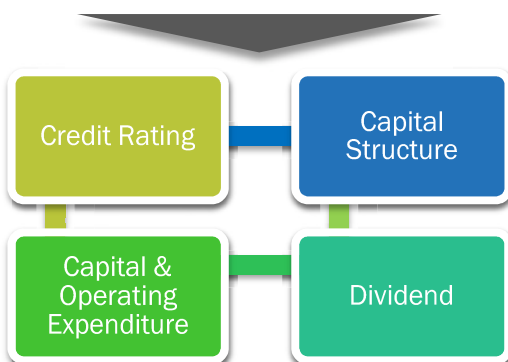 Credit Rating
Capital
Structure
Capital &
Operating
Expenditure
Dividend